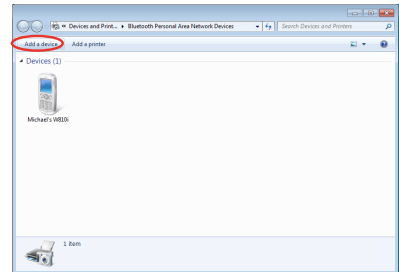 « Devices and Print... ▸ Bluetooth Personal Area Network Devices
Search Devices and Printers
Add a device
Add a printer
Devices (1)
Michael's W810i
1 item